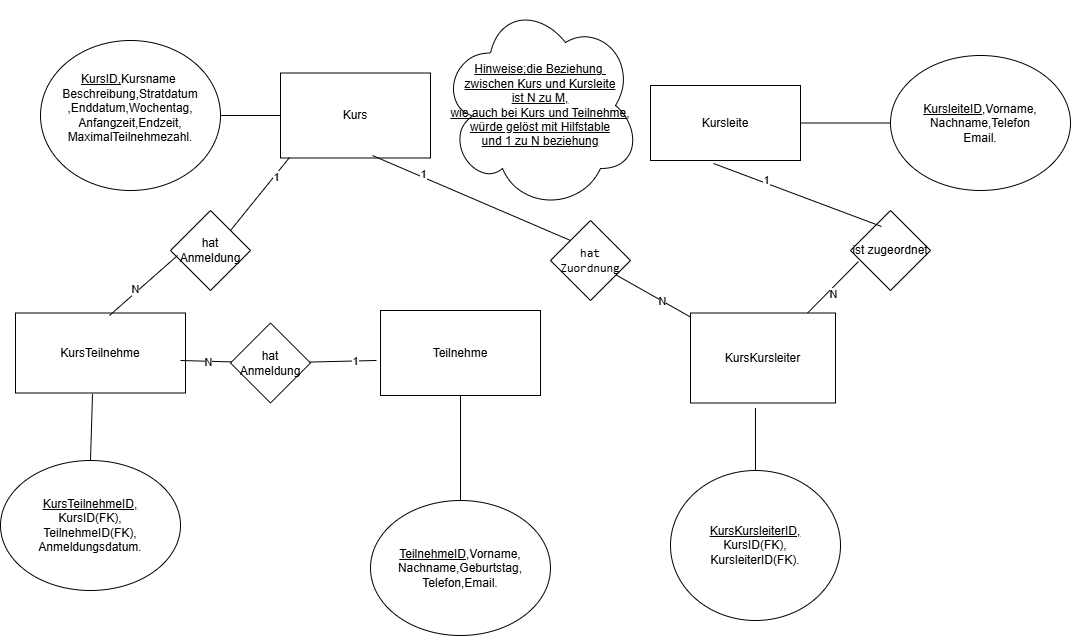 KursID,Kursname
Beschreibung,Stratdatum
,Enddatum,Wochentag,
Anfangzeit,Endzeit,
MaximalTeilnehmezahl.
Kurs
Hinweise;die Beziehung
zwischen Kurs und Kursleite
ist N zu M,
wie auch bei Kurs und Teilnehme,
würde gelöst mit Hilfstable
und 1 zu N beziehung
Kursleite
KursleiteID,Vorname,
Nachname,Telefon
Email.
1
1
1
hat
Anmeldung
hat
Zuordnung
ist zugeordnet
N
N
N
KursTeilnehme
N
hat
Anmeldung
1
Teilnehme
KursKursleiter
KursTeilnehmeID,
KursID(FK),
TeilnehmeID(FK),
Anmeldungsdatum.
TeilnehmeID,Vorname,
Nachname,Geburtstag,
Telefon,Email.
KursKursleiterID,
KursID(FK),
KursleiterID(FK).